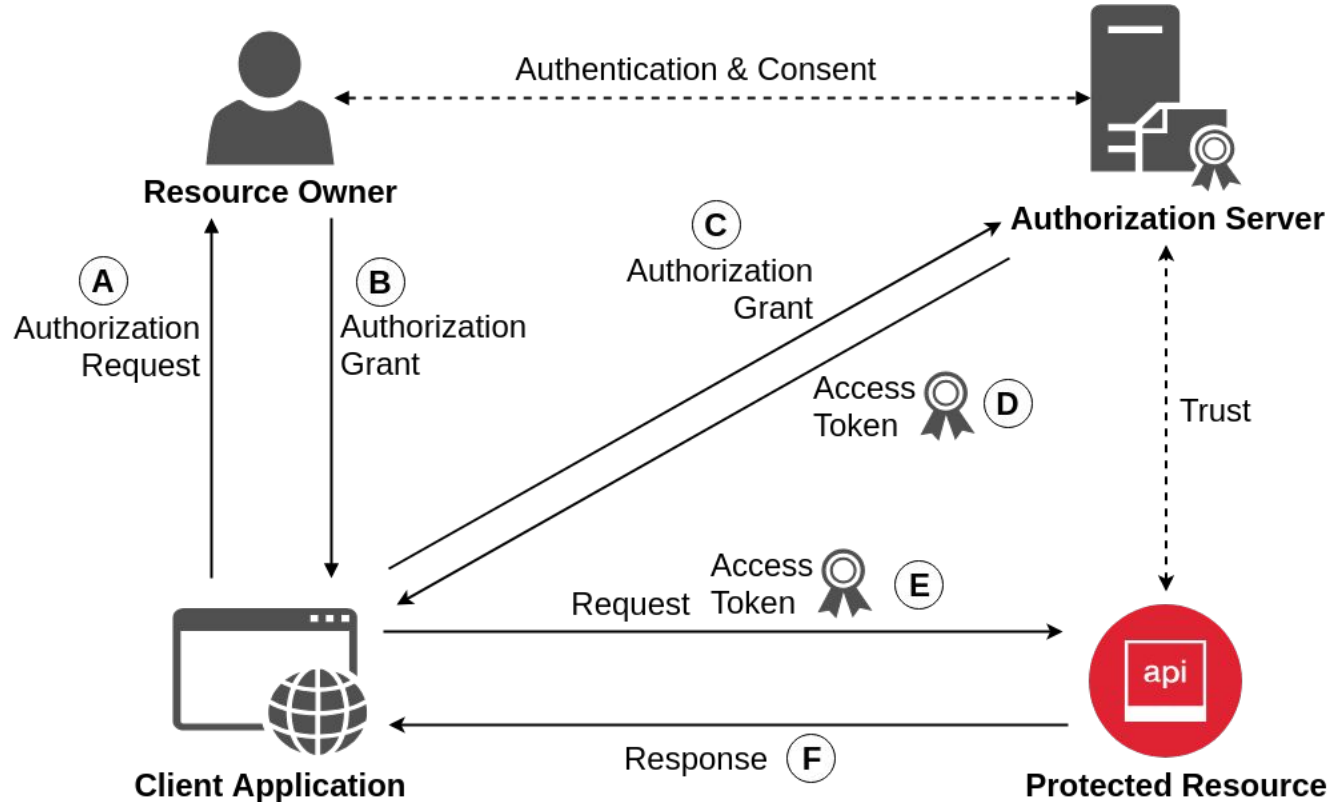 Authentication & Consent
Resource Owner
Authorization Server
A
Authorization
Request
B
Authorization
Grant
C
Authorization
Grant
Access
Token
D
Trust
Request
Access
Token
E
api
Response
F
Client Application
Protected Resource